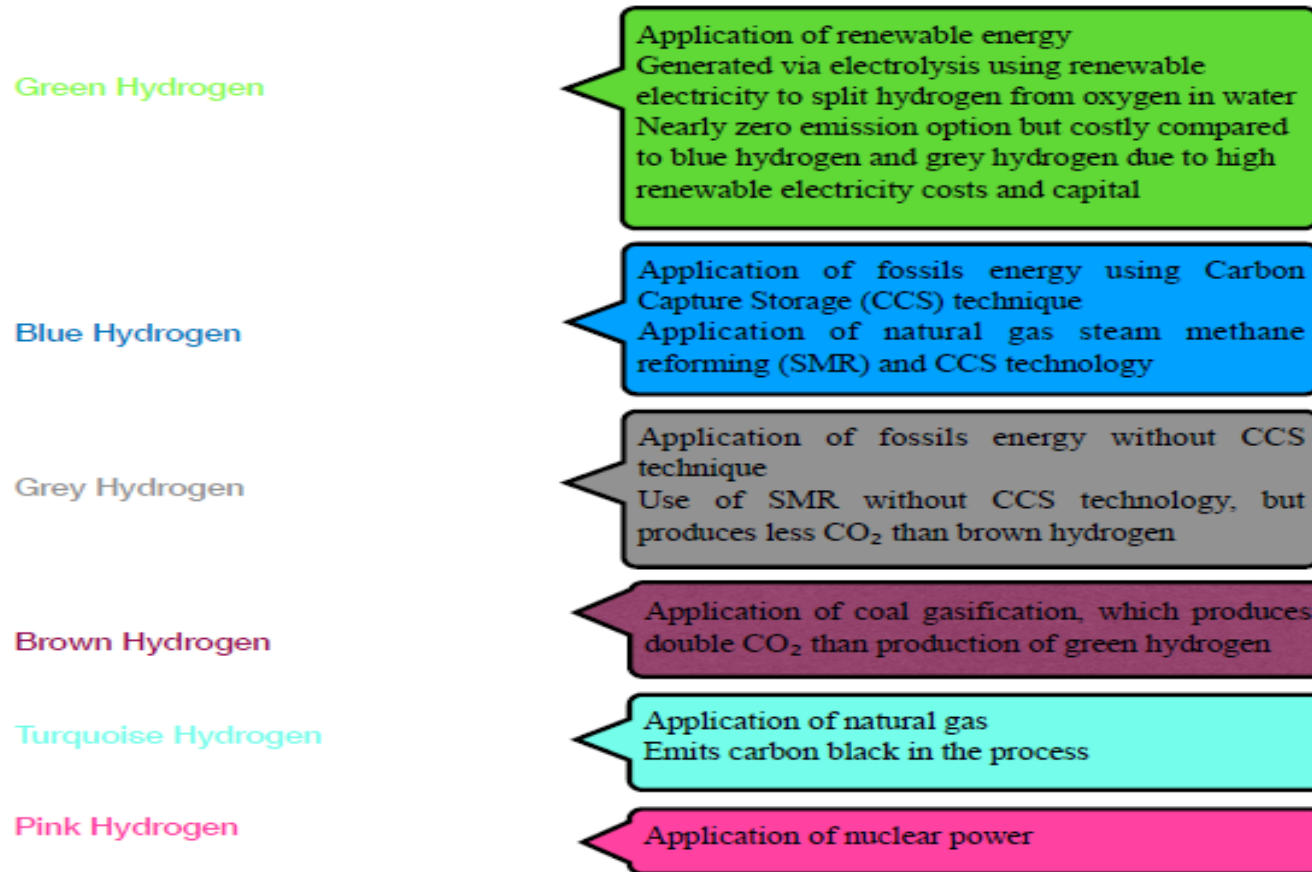 Green Hydrogen
Application of renewable energy
Generated via electrolysis using renewable
electricity to split hydrogen from oxygen in water
Nearly zero emission option but costly compared
to blue hydrogen and grey hydrogen due to high
renewable electricity costs and capital
Blue Hydrogen
Application of fossils energy using Carbon
Capture Storage (CCS) technique
Application of natural gas steam methane
reforming (SMR) and CCS technology
Grey Hydrogen
Application of fossils energy without CCS
technique
Use of SMR without CCS technology, but
produces less CO₂ than brown hydrogen
Brown Hydrogen
Application of coal gasification, which produces
double CO₂ than production of green hydrogen
Turquoise Hydrogen
Application of natural gas
Emits carbon black in the process
Pink Hydrogen
Application of nuclear power